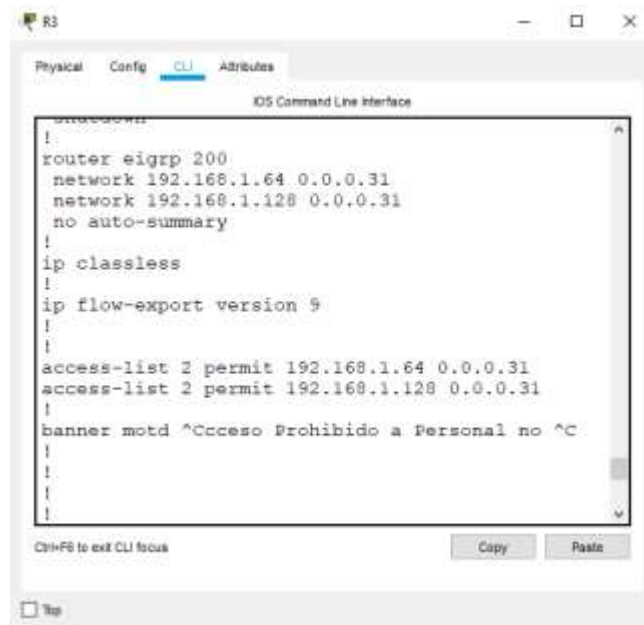 R3
Physical Config CLI Attributes
IOS Command Line Interface
shutdown
!
router eigrp 200
network 192.168.1.64 0.0.0.31
network 192.168.1.128 0.0.0.31
no auto-summary
!
ip classless
!
ip flow-export version 9
!
!
access-list 2 permit 192.168.1.64 0.0.0.31
access-list 2 permit 192.168.1.128 0.0.0.31
!
banner motd ^Ccceso Prohibido a Personal no ^C
!
!
!
!
Ctrl+F6 to exit CLI focus
Copy Paste
Top